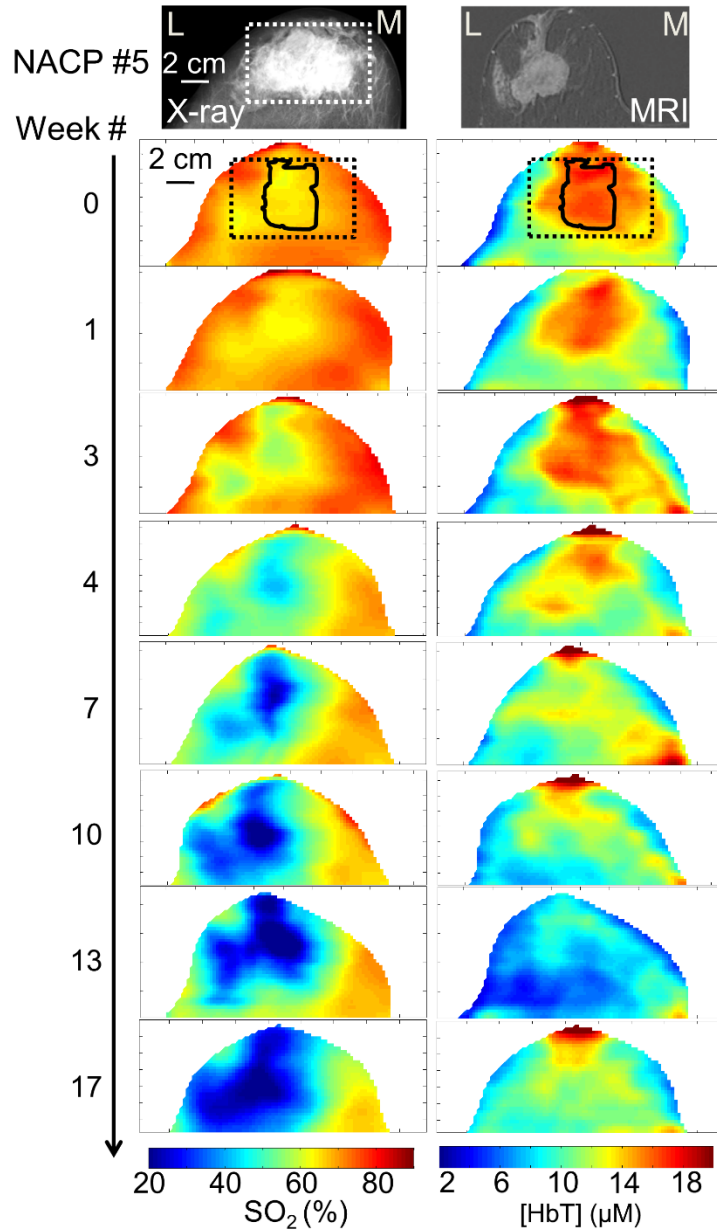 L M L M
NACP #5
2 cm
X-ray MRI
Week #
2 cm
0
1
3
4
7
10
13
17
20 40 60 80 2 6 10 14 18
SO₂ (%) [HbT] (µM)